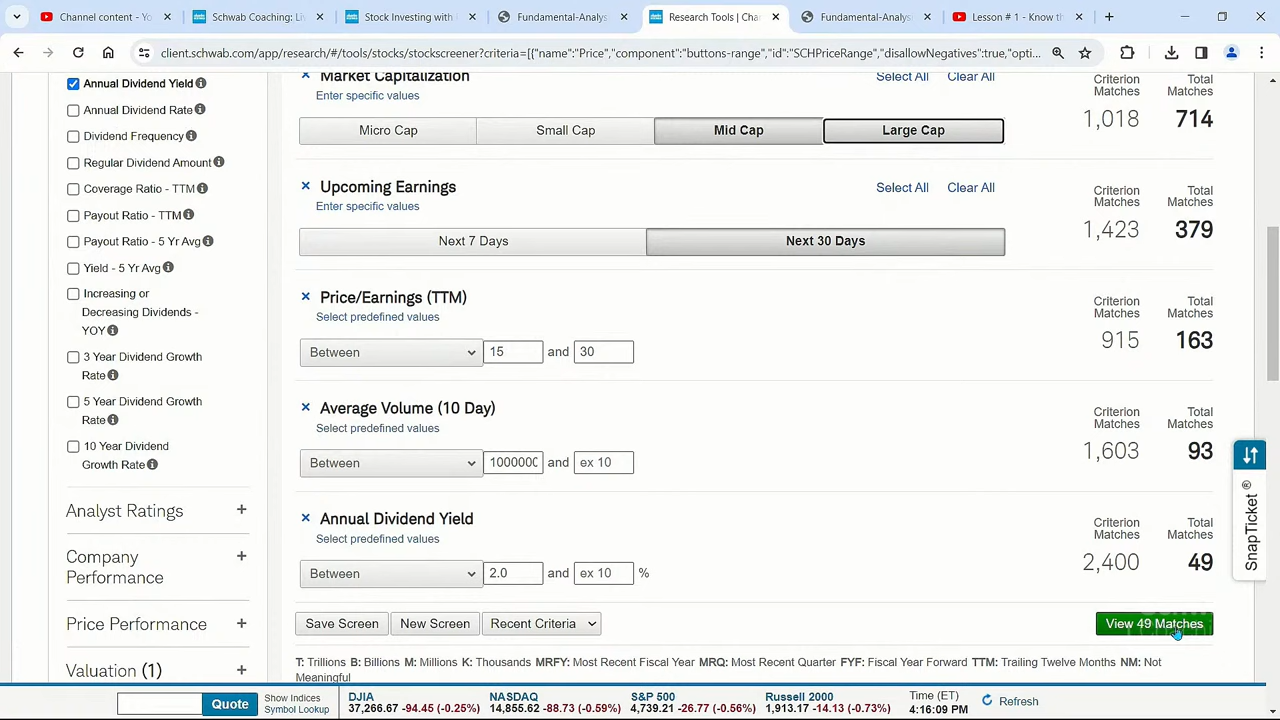 Content - Yo
Schwab Coaching: Liv
Stock Investing with
Fundamental-Analys
Research Tools | Cha
Fundamental-Analys
Lesson # 1 - Know th
client.schwab.com/app/research/#/tools/stocks/stockscreener?criteria=[{"name":"Price","component":"buttons-range","id":"SCHPriceRange","disallowNegatives":true,"opti...
Annual Dividend Yield
Annual Dividend Rate
Dividend Frequency
Regular Dividend Amount
Coverage Ratio - TTM
Payout Ratio - TTM
Payout Ratio - 5 Yr Avg
Yield - 5 Yr Avg
Increasing or
Decreasing Dividends -
YOY
3 Year Dividend Growth
Rate
5 Year Dividend Growth
Rate
10 Year Dividend
Growth Rate
Analyst Ratings +
Company
Performance +
Price Performance +
Valuation (1) +
Market Capitalization
Select All Clear All
Enter specific values
Micro Cap Small Cap Mid Cap Large Cap
Criterion Matches Total Matches
1,018 714
Upcoming Earnings
Select All Clear All
Enter specific values
Next 7 Days Next 30 Days
Criterion Matches Total Matches
1,423 379
Price/Earnings (TTM)
Select predefined values
Between 15 and 30
Criterion Matches Total Matches
915 163
Average Volume (10 Day)
Select predefined values
Between 1000000 and ex 10
Criterion Matches Total Matches
1,603 93
Annual Dividend Yield
Select predefined values
Between 2.0 and ex 10 %
Criterion Matches Total Matches
2,400 49
Save Screen New Screen Recent Criteria View 49 Matches
T: Trillions B: Billions M: Millions K: Thousands MRFY: Most Recent Fiscal Year MRQ: Most Recent Quarter FYF: Fiscal Year Forward TTM: Trailing Twelve Months NM: Not
Meaningful
SnapTicket®
Quote
Show Indices
Symbol Lookup
DJIA
37,266.67 -94.45 (-0.25%)
NASDAQ
14,855.62 -88.73 (-0.59%)
S&P 500
4,739.21 -26.77 (-0.56%)
Russell 2000
1,913.17 -14.13 (-0.73%)
Time (ET)
4:16:09 PM
Refresh